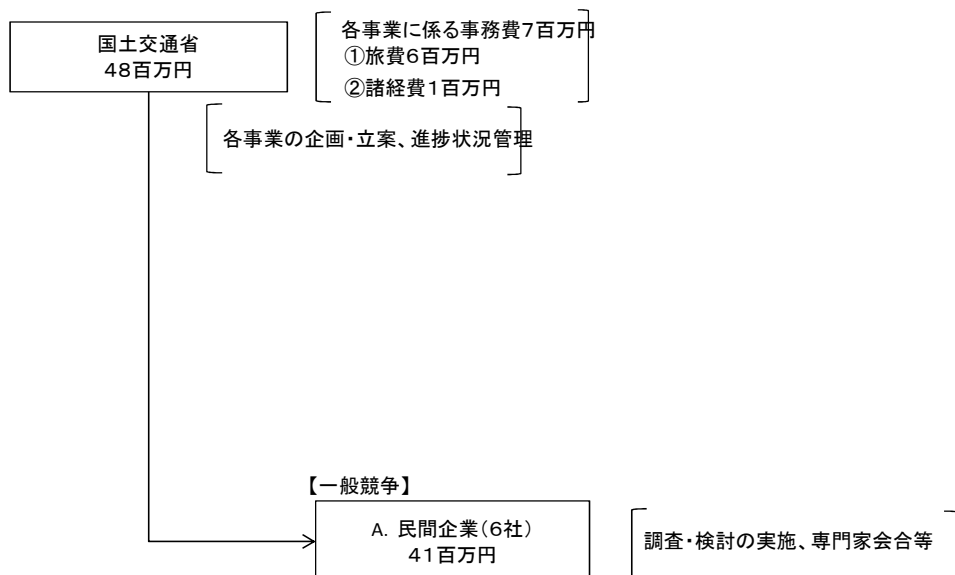 国土交通省
48百万円
各事業に係る事務費7百万円
①旅費6百万円
②諸経費1百万円
各事業の企画・立案、進捗状況管理
【一般競争】
A. 民間企業(6社)
41百万円
調査・検討の実施、専門家会合等